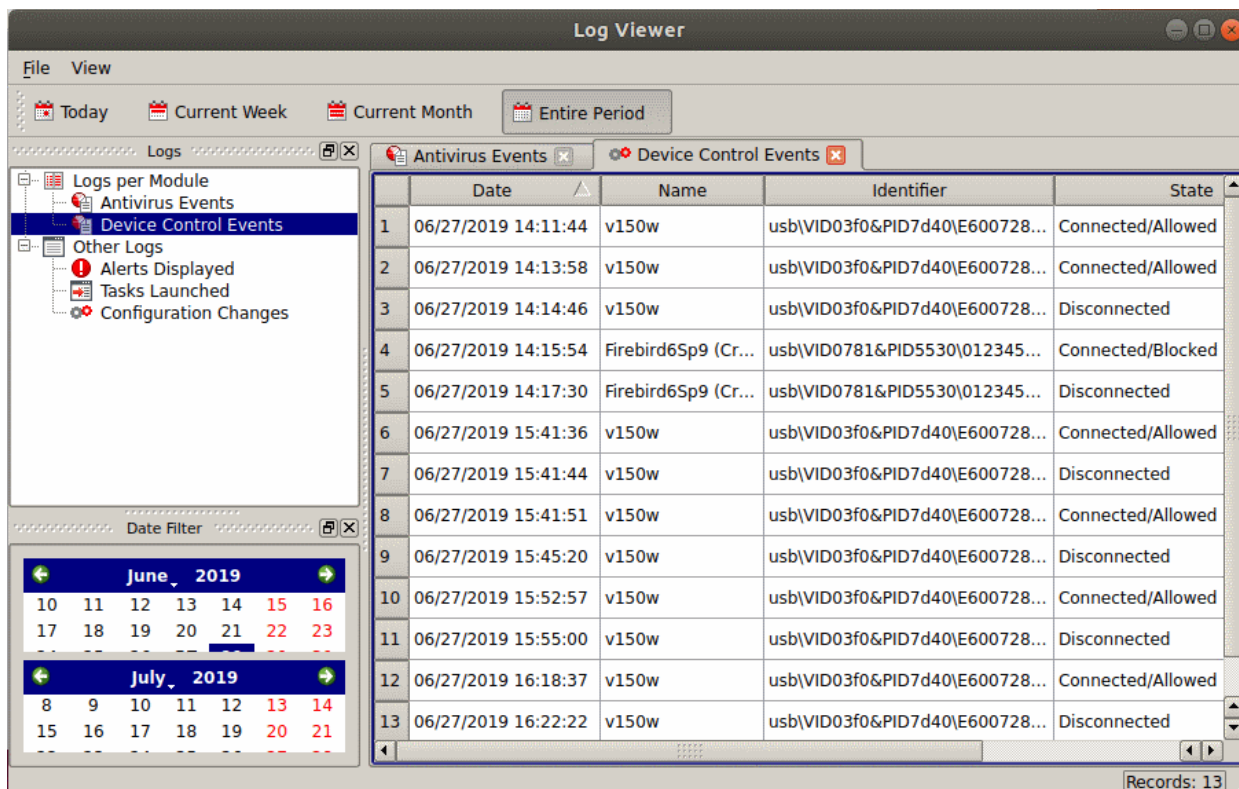 Log Viewer
File View
Today Current Week Current Month Entire Period
Logs
Logs per Module
Antivirus Events
Device Control Events
Other Logs
Alerts Displayed
Tasks Launched
Configuration Changes
Date Filter
June 2019
10 11 12 13 14 15 16
17 18 19 20 21 22 23
July 2019
8 9 10 11 12 13 14
15 16 17 18 19 20 21
Antivirus Events Device Control Events
Date Name Identifier State
1 06/27/2019 14:11:44 v150w usb\VID03f0&PID7d40\E600728... Connected/Allowed
2 06/27/2019 14:13:58 v150w usb\VID03f0&PID7d40\E600728... Connected/Allowed
3 06/27/2019 14:14:46 v150w usb\VID03f0&PID7d40\E600728... Disconnected
4 06/27/2019 14:15:54 Firebird6Sp9 (Cr... usb\VID0781&PID5530\012345... Connected/Blocked
5 06/27/2019 14:17:30 Firebird6Sp9 (Cr... usb\VID0781&PID5530\012345... Disconnected
6 06/27/2019 15:41:36 v150w usb\VID03f0&PID7d40\E600728... Connected/Allowed
7 06/27/2019 15:41:44 v150w usb\VID03f0&PID7d40\E600728... Disconnected
8 06/27/2019 15:41:51 v150w usb\VID03f0&PID7d40\E600728... Connected/Allowed
9 06/27/2019 15:45:20 v150w usb\VID03f0&PID7d40\E600728... Disconnected
10 06/27/2019 15:52:57 v150w usb\VID03f0&PID7d40\E600728... Connected/Allowed
11 06/27/2019 15:55:00 v150w usb\VID03f0&PID7d40\E600728... Disconnected
12 06/27/2019 16:18:37 v150w usb\VID03f0&PID7d40\E600728... Connected/Allowed
13 06/27/2019 16:22:22 v150w usb\VID03f0&PID7d40\E600728... Disconnected
Records: 13